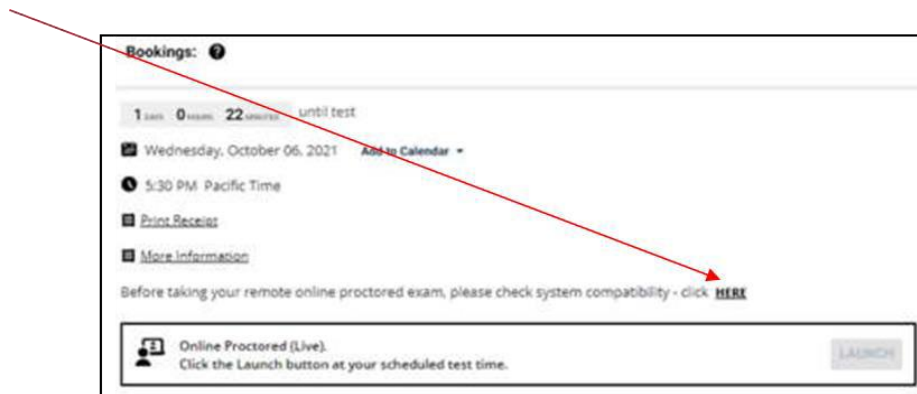 Bookings: ?
1 DAYS 0 HOURS 22 MINUTES until test
Wednesday, October 06, 2021 Add to Calendar
5:30 PM Pacific Time
Print Receipt
More Information
Before taking your remote online proctored exam, please check system compatibility - click HERE
Online Proctored (Live).
Click the Launch button at your scheduled test time.
LAUNCH